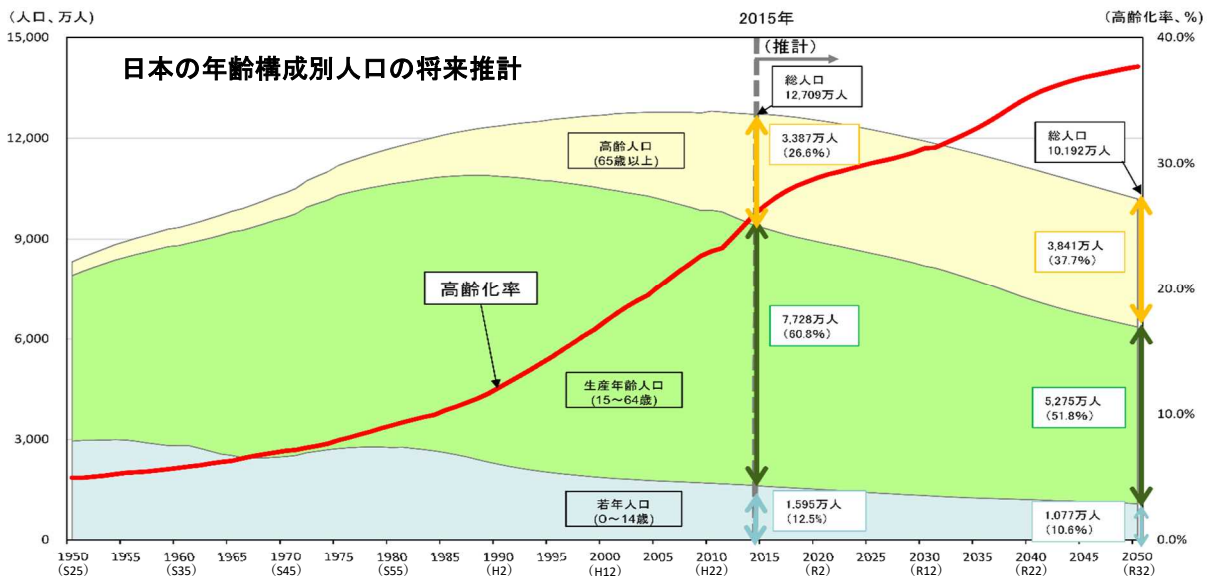 （人口、万人）
2015年
（高齢化率、%）
15,000
12,000
9,000
6,000
3,000
0
40.0%
30.0%
20.0%
10.0%
0.0%
日本の年齢構成別人口の将来推計
（推計）
総人口
12,709万人
総人口
10,192万人
高齢人口
(65歳以上)
3,387万人
(26.6%)
3,841万人
(37.7%)
高齢化率
7,728万人
(60.8%)
生産年齢人口
(15～64歳)
5,275万人
(51.8%)
若年人口
(0～14歳)
1,595万人
(12.5%)
1,077万人
(10.6%)
1950 1955 1960 1965 1970 1975 1980 1985 1990 1995 2000 2005 2010 2015 2020 2025 2030 2035 2040 2045 2050
(S25) (S35) (S45) (S55) (H2) (H12) (H22) (R2) (R12) (R22) (R32)